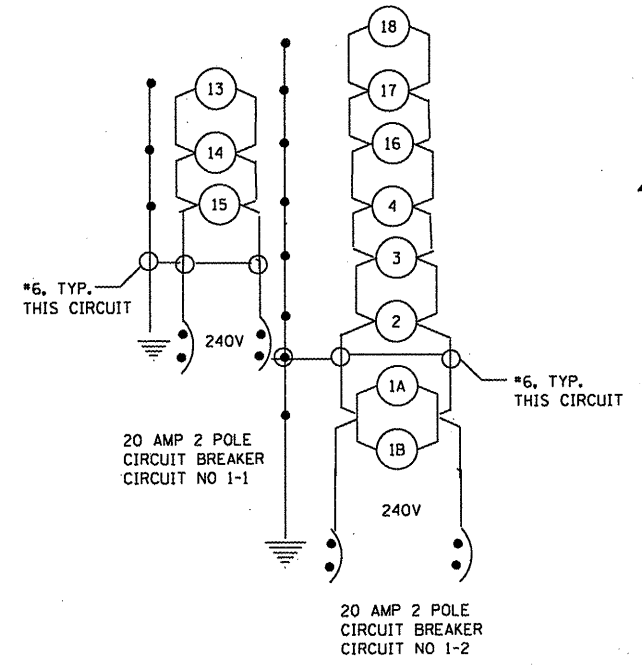 18
13
17
14
16
15
4
3
*6, TYP.
THIS CIRCUIT
240V
2
1A
*6, TYP.
THIS CIRCUIT
20 AMP 2 POLE
CIRCUIT BREAKER
CIRCUIT NO 1-1
1B
240V
20 AMP 2 POLE
CIRCUIT BREAKER
CIRCUIT NO 1-2